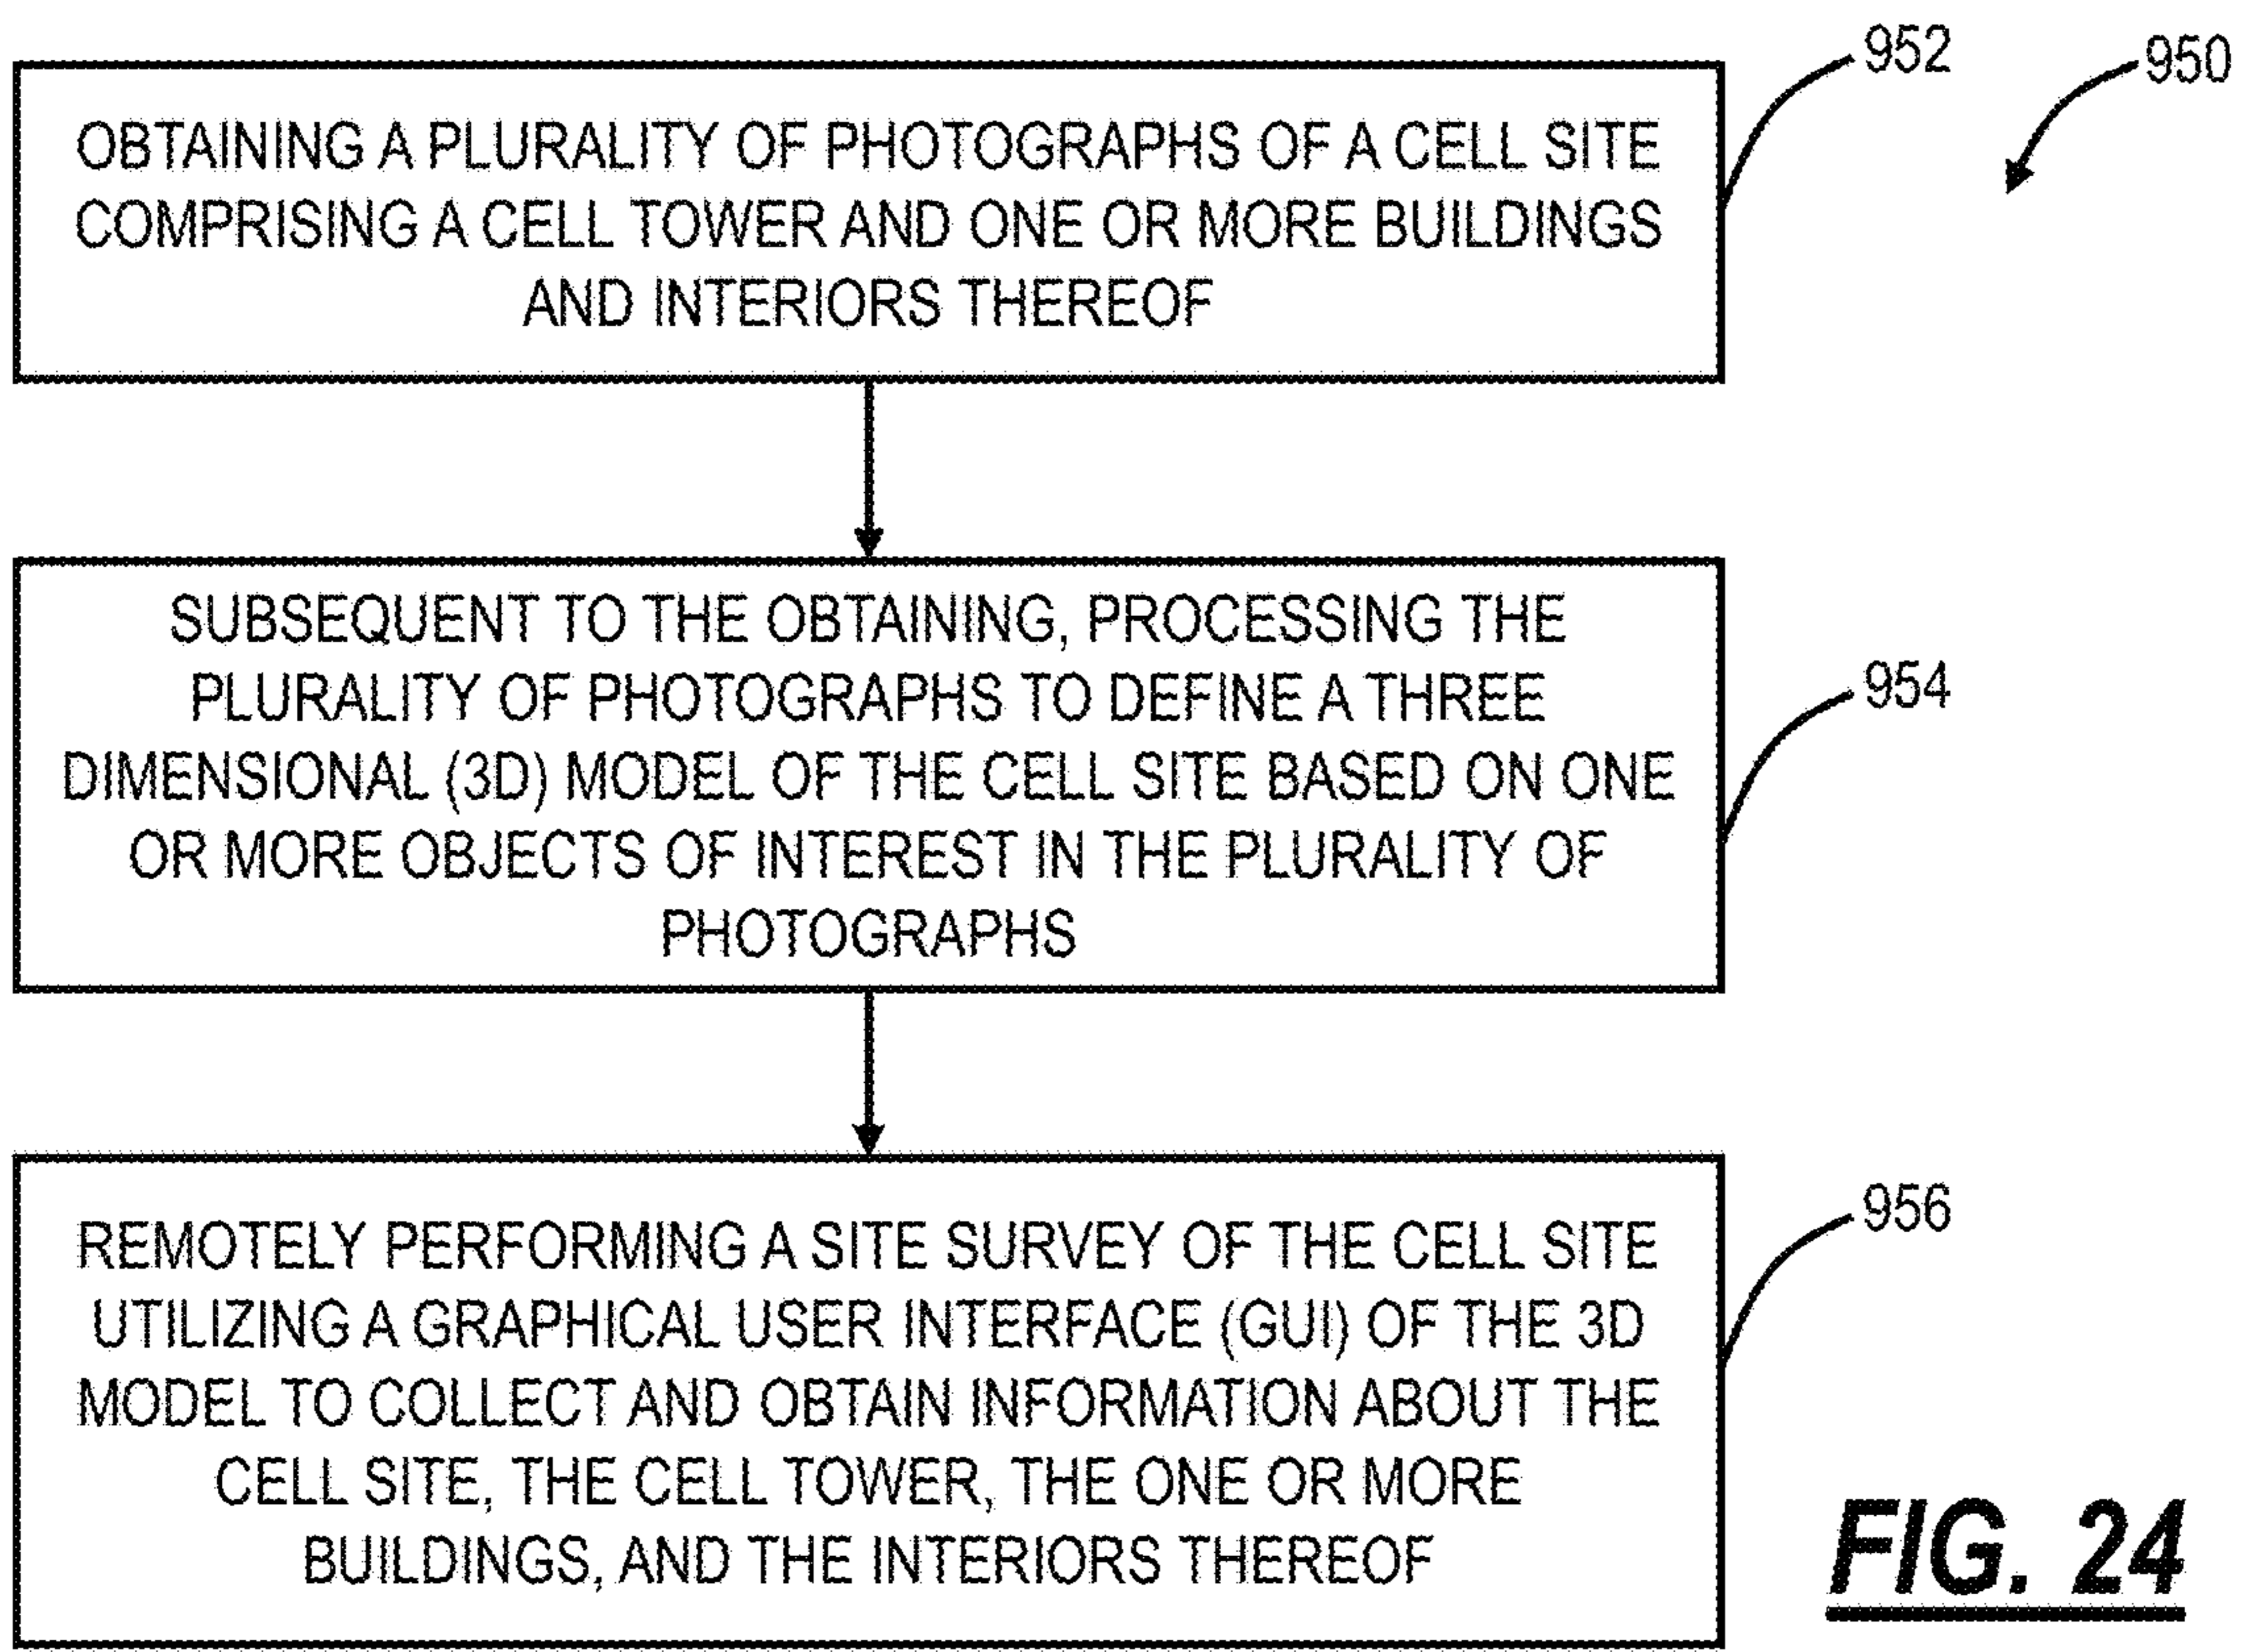 952
950
OBTAINING A PLURALITY OF PHOTOGRAPHS OF A CELL SITE
COMPRISING A CELL TOWER AND ONE OR MORE BUILDINGS
AND INTERIORS THEREOF
SUBSEQUENT TO THE OBTAINING, PROCESSING THE
PLURALITY OF PHOTOGRAPHS TO DEFINE A THREE
DIMENSIONAL (3D) MODEL OF THE CELL SITE BASED ON ONE
OR MORE OBJECTS OF INTEREST IN THE PLURALITY OF
PHOTOGRAPHS
954
REMOTELY PERFORMING A SITE SURVEY OF THE CELL SITE
UTILIZING A GRAPHICAL USER INTERFACE (GUI) OF THE 3D
MODEL TO COLLECT AND OBTAIN INFORMATION ABOUT THE
CELL SITE, THE CELL TOWER, THE ONE OR MORE
BUILDINGS, AND THE INTERIORS THEREOF
956
FIG. 24